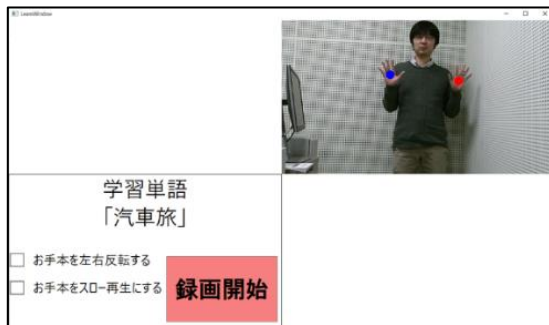 LearnWindow
学習単語
「汽車旅」
お手本を左右反転する
お手本をスロー再生にする
録画開始